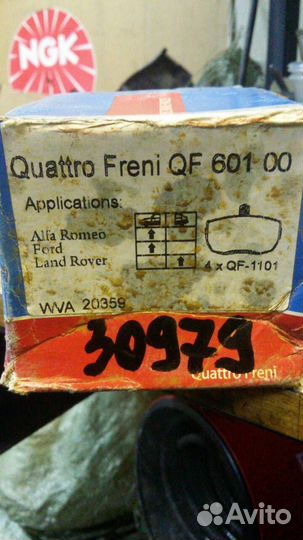 NGK
Quattro Freni QF 601 00
Applications:
Alfa Romeo
Ford
Land Rover
4 x QF-1101
WVA 20359
30979
Quattro Freni
Avito